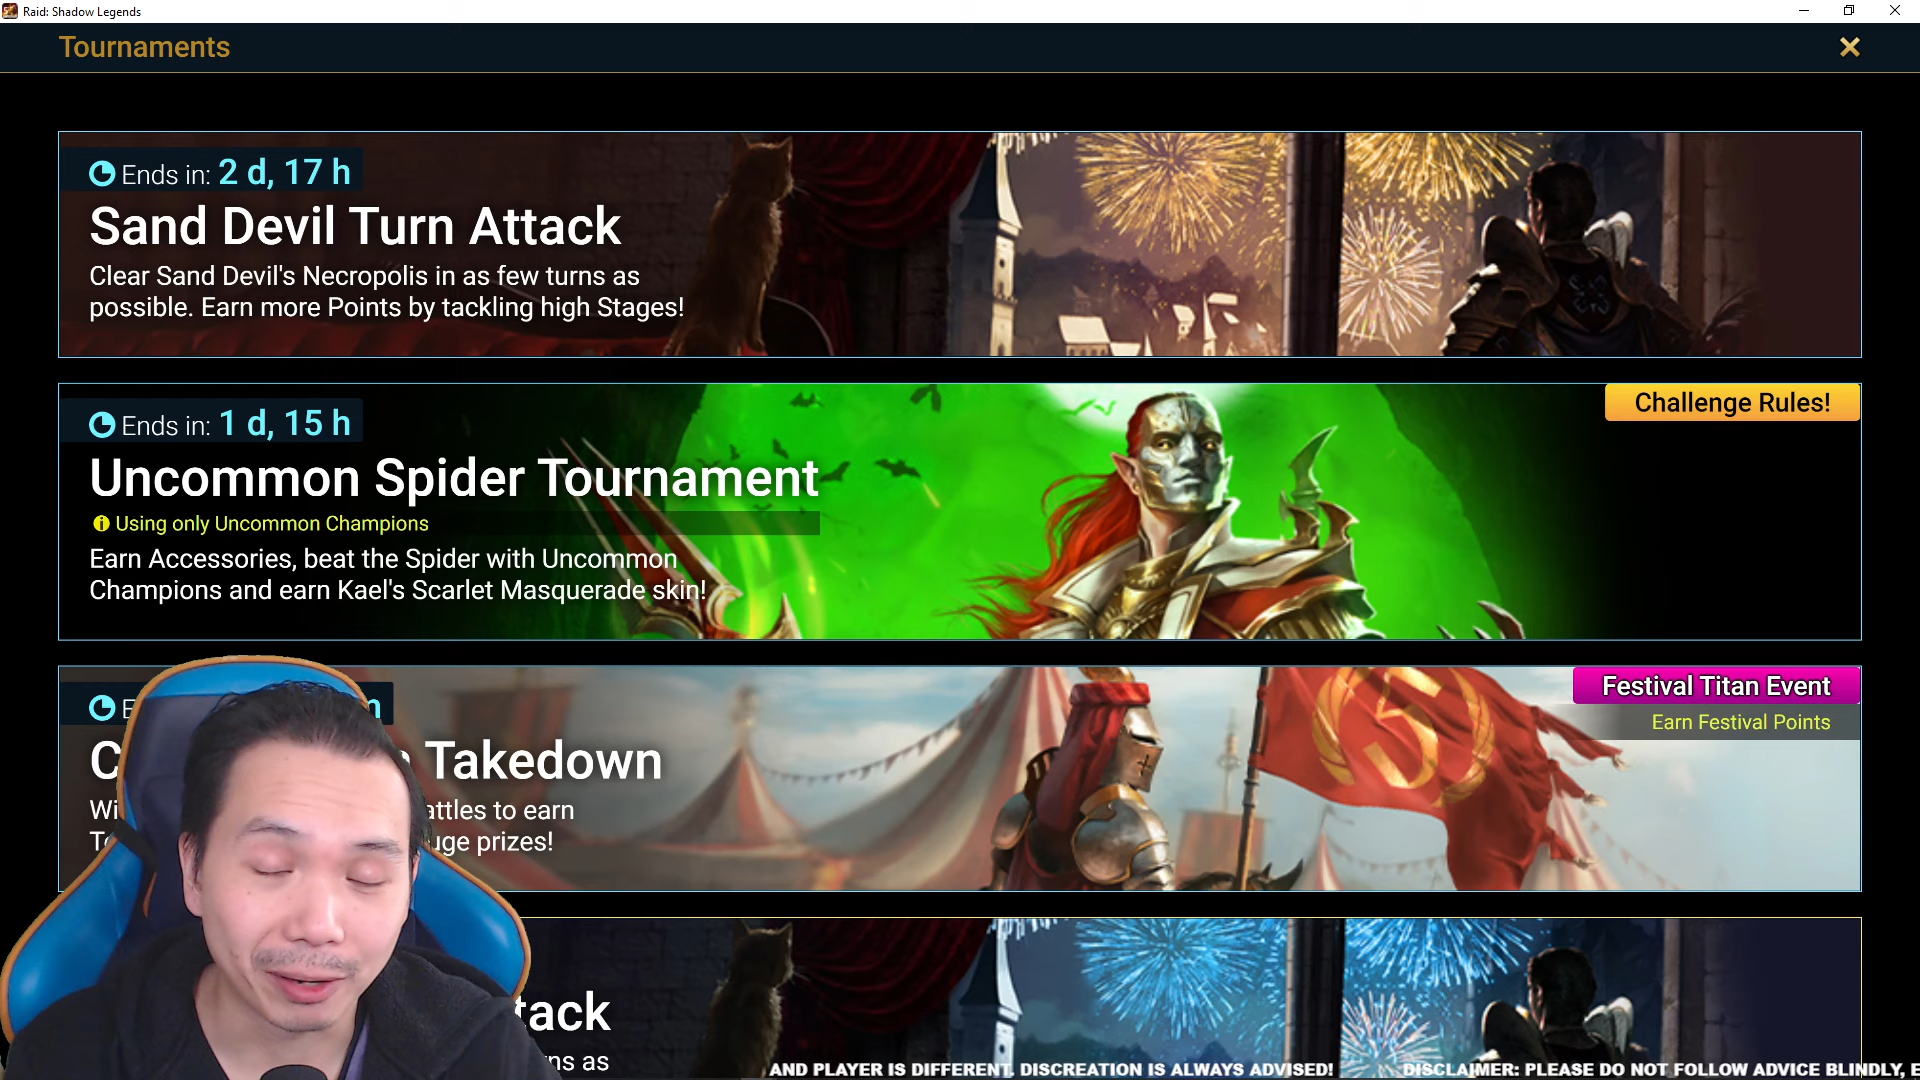 Raid: Shadow Legends
Tournaments
Ends in: 2 d, 17 h
Sand Devil Turn Attack
Clear Sand Devil's Necropolis in as few turns as
possible. Earn more Points by tackling high Stages!
Challenge Rules!
Ends in: 1 d, 15 h
Uncommon Spider Tournament
Using only Uncommon Champions
Earn Accessories, beat the Spider with Uncommon
Champions and earn Kael's Scarlet Masquerade skin!
Festival Titan Event
Earn Festival Points
Takedown
to earn
prizes!
as
AND PLAYER IS DIFFERENT. DISCREATION IS ALWAYS ADVISED!
DISCLAIMER: PLEASE DO NOT FOLLOW ADVICE BLINDLY, E